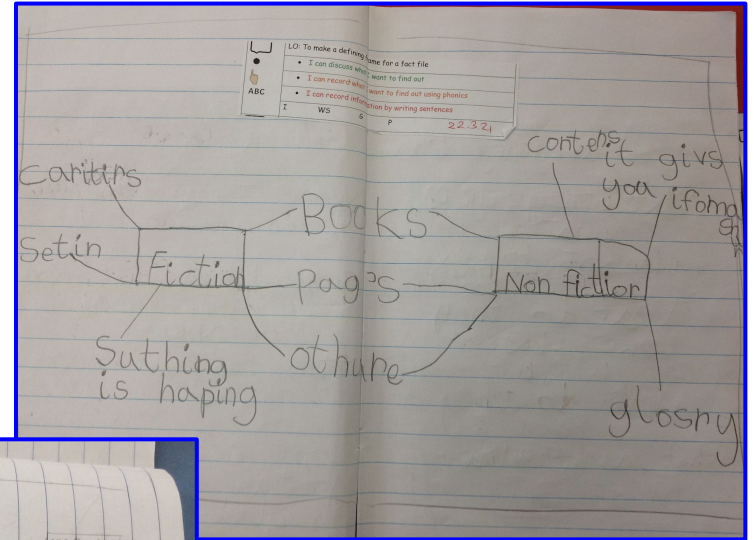 LO: To make a defining frame for a fact file
• I can discuss what I want to find out
• I can record what I want to find out using phonics
• I can record information by writing sentences
ABC
I WS G P 22.3.21
caritirs
Setin
Fiction
Suthing
is haping
Books
Pags
othure
contens
it givs
you ifoma
Non fiction
glosry